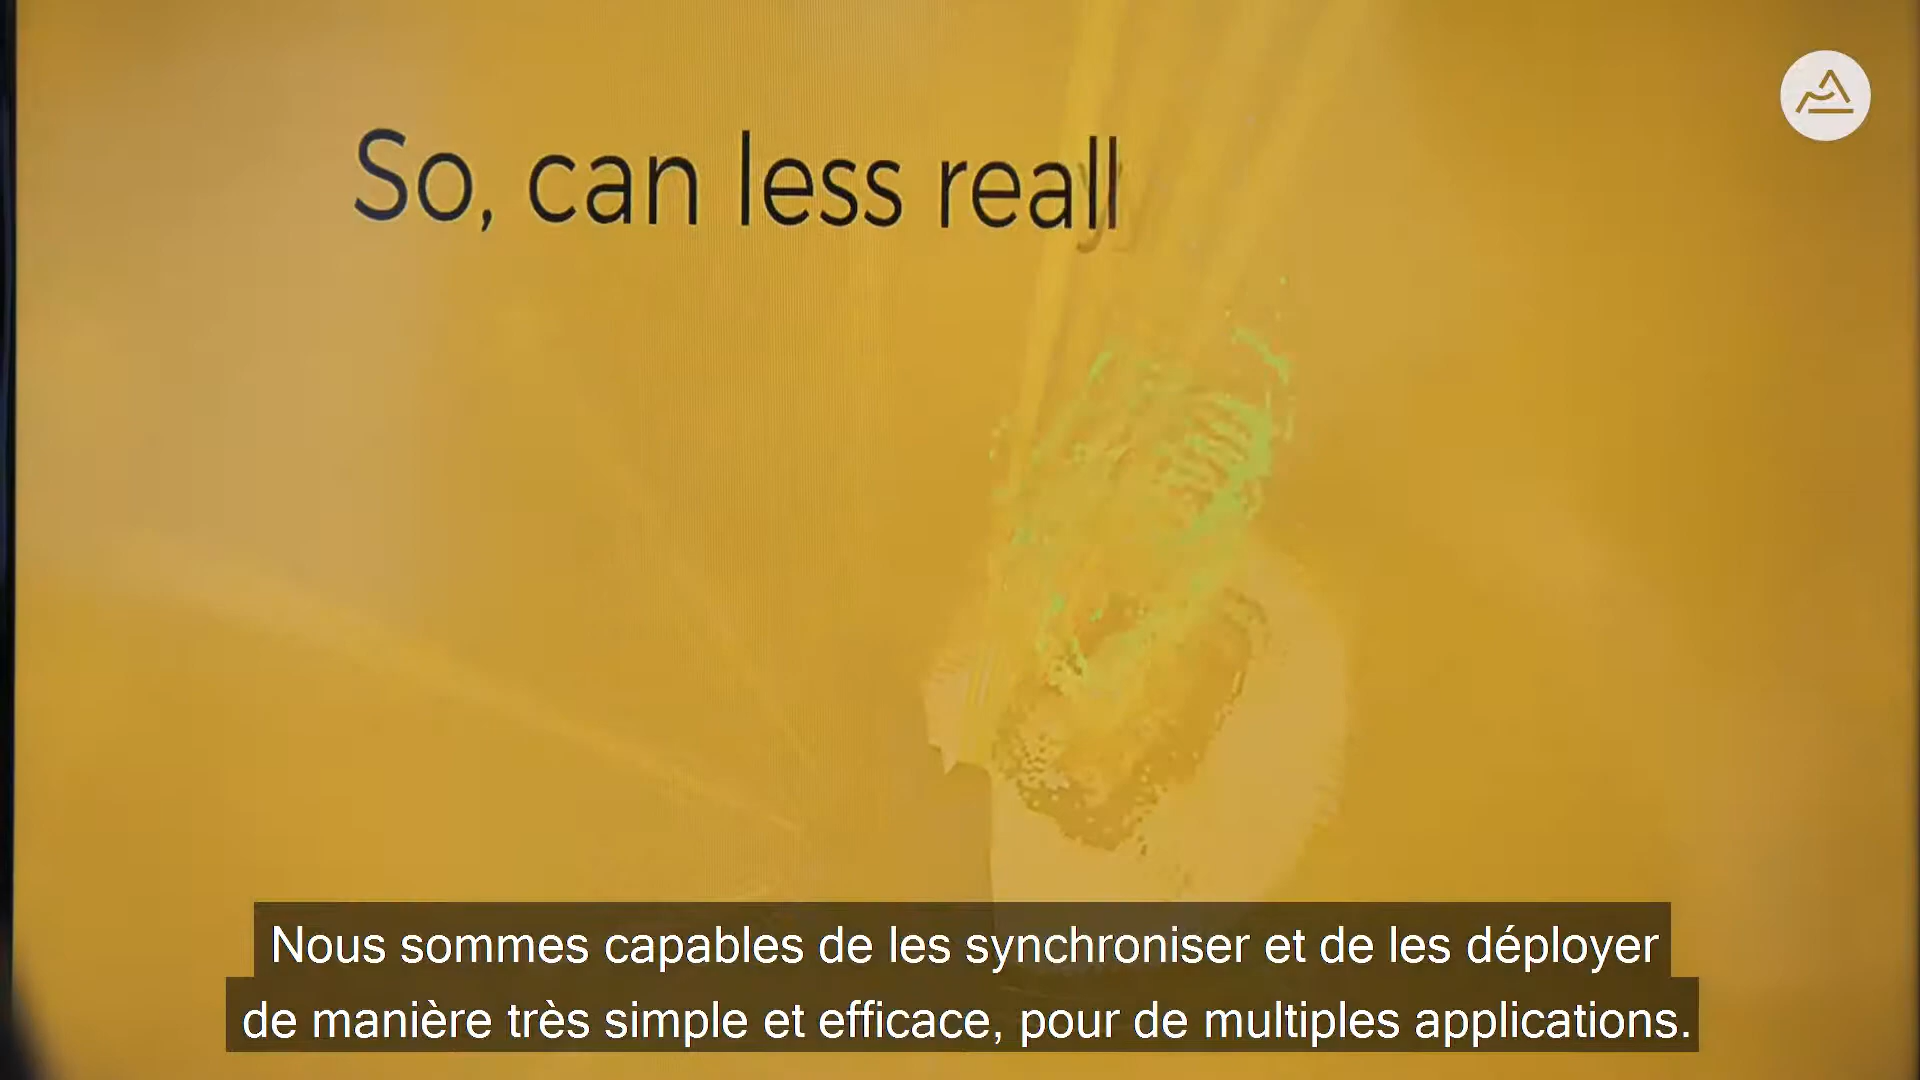 So, can less really
Nous sommes capables de les synchroniser et de les déployer
de manière très simple et efficace, pour de multiples applications.